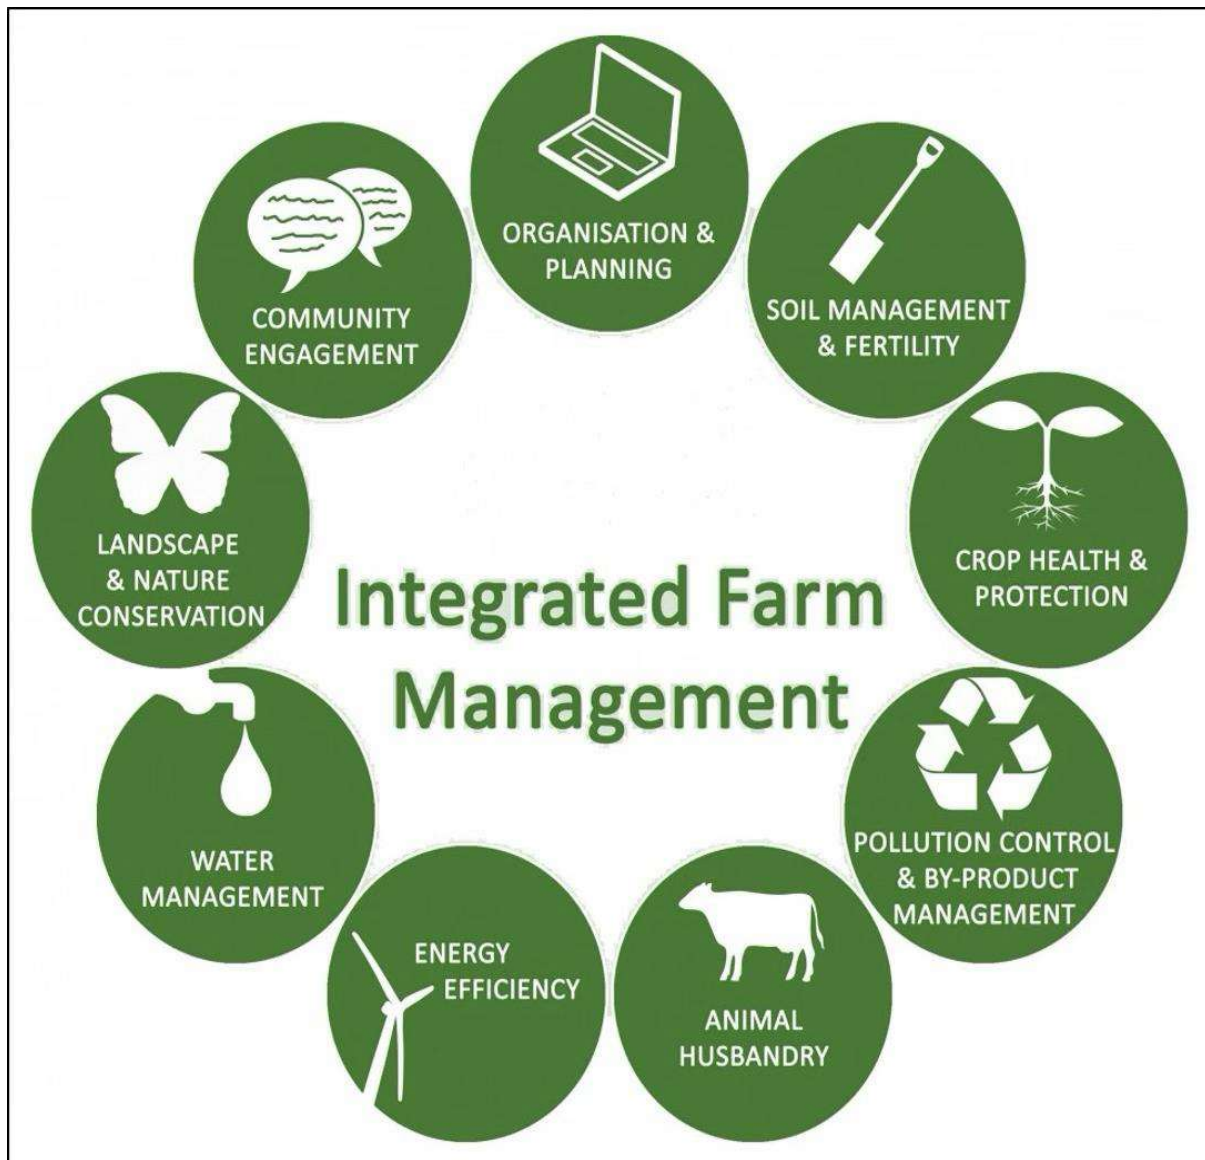 ORGANISATION &
PLANNING
SOIL MANAGEMENT
& FERTILITY
CROP HEALTH &
PROTECTION
POLLUTION CONTROL
& BY-PRODUCT
MANAGEMENT
ANIMAL
HUSBANDRY
ENERGY
EFFICIENCY
WATER
MANAGEMENT
LANDSCAPE
& NATURE
CONSERVATION
COMMUNITY
ENGAGEMENT
Integrated Farm
Management